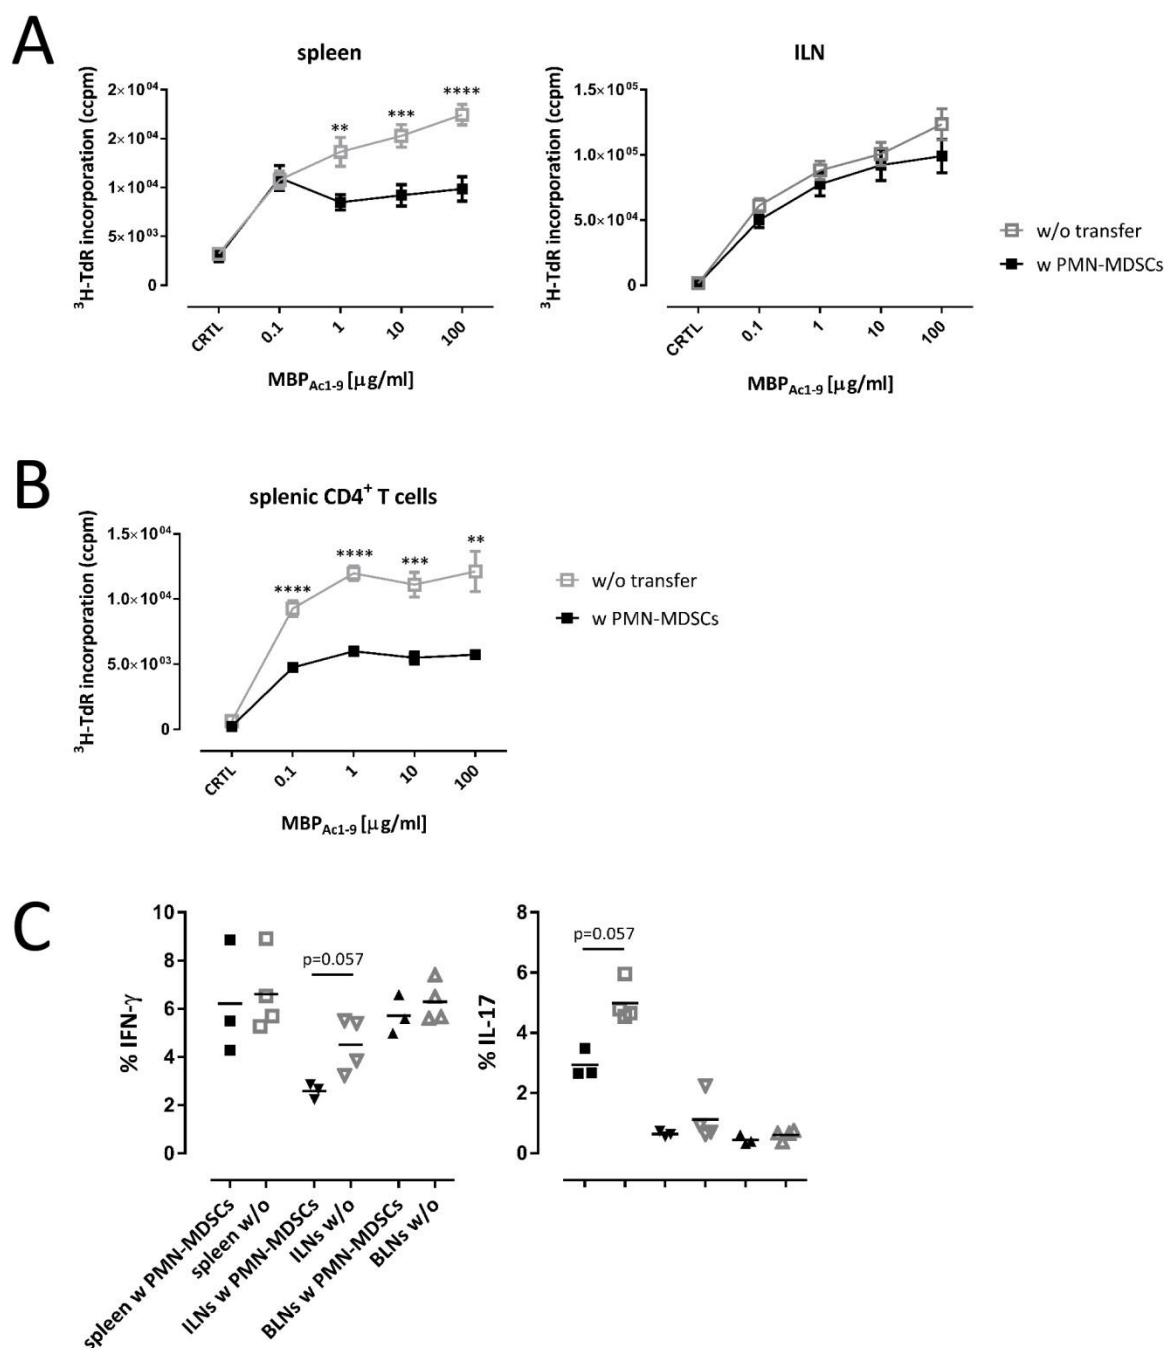 A
spleen
ILN
³H-TdR incorporation (ccpm)
2×10⁰⁴
2×10⁰⁴
1×10⁰⁴
5×10⁰³
0
**
***
****
CRTL
0.1
1
10
100
MBP_Ac1-9 [µg/ml]
³H-TdR incorporation (ccpm)
1.5×10⁰⁵
1.0×10⁰⁵
5.0×10⁰⁴
0
CRTL
0.1
1
10
100
MBP_Ac1-9 [µg/ml]
w/o transfer
w PMN-MDSCs
B
splenic CD4⁺ T cells
³H-TdR incorporation (ccpm)
1.5×10⁰⁴
1.0×10⁰⁴
5.0×10⁰³
0
****
****
***
**
CRTL
0.1
1
10
100
MBP_Ac1-9 [µg/ml]
w/o transfer
w PMN-MDSCs
C
% IFN-γ
10
8
6
4
2
0
p=0.057
spleen w PMN-MDSCs
spleen w/o
ILNs w PMN-MDSCs
ILNs w/o
BLNs w PMN-MDSCs
BLNs w/o
% IL-17
8
6
4
2
0
p=0.057